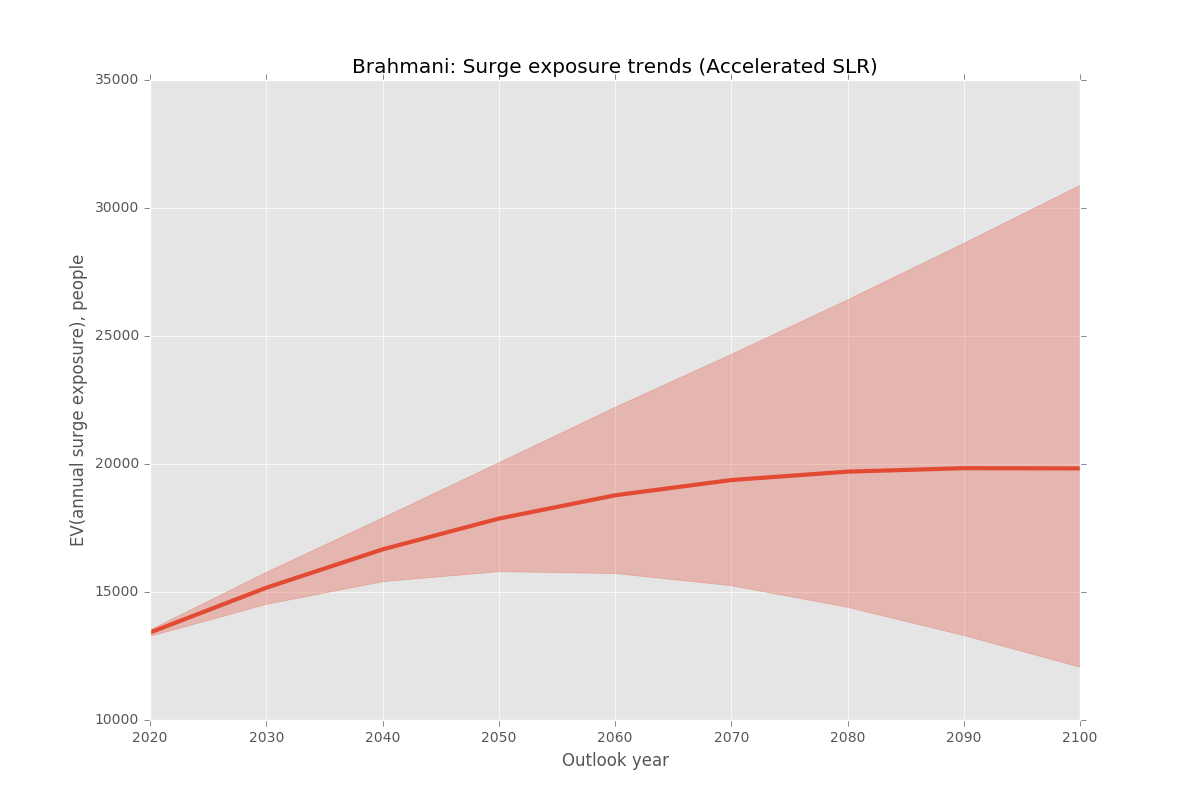 Brahmani: Surge exposure trends (Accelerated SLR)
35000
30000
25000
20000
15000
10000
EV(annual surge exposure), people
2020 2030 2040 2050 2060 2070 2080 2090 2100
Outlook year